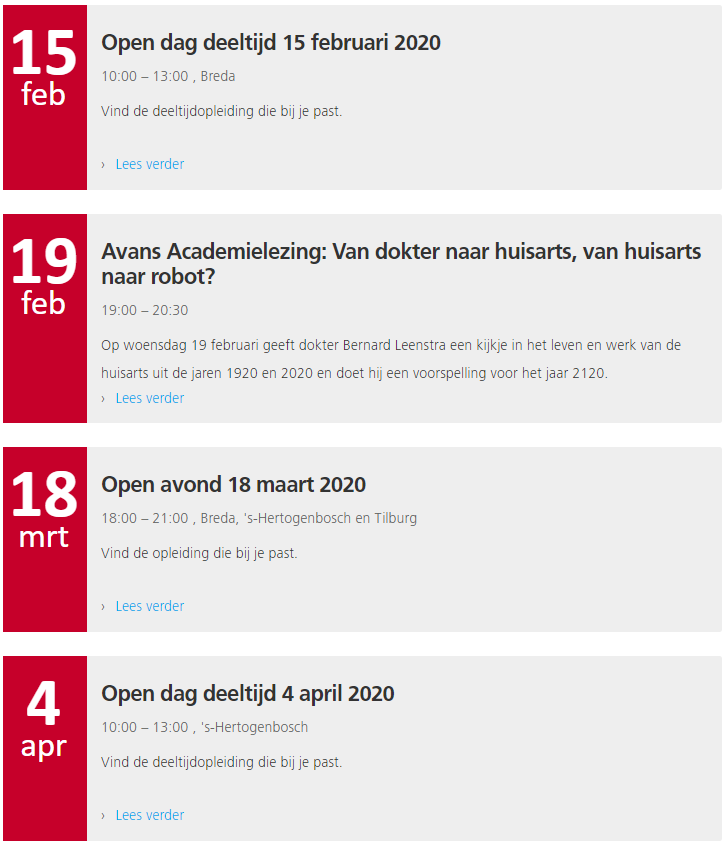 15
feb
Open dag deeltijd 15 februari 2020
10:00 – 13:00 , Breda
Vind de deeltijdopleiding die bij je past.
› Lees verder
19
feb
Avans Academielezing: Van dokter naar huisarts, van huisarts
naar robot?
19:00 – 20:30
Op woensdag 19 februari geeft dokter Bernard Leenstra een kijkje in het leven en werk van de
huisarts uit de jaren 1920 en 2020 en doet hij een voorspelling voor het jaar 2120.
› Lees verder
18
mrt
Open avond 18 maart 2020
18:00 – 21:00 , Breda, 's-Hertogenbosch en Tilburg
Vind de opleiding die bij je past.
› Lees verder
4
apr
Open dag deeltijd 4 april 2020
10:00 – 13:00 , 's-Hertogenbosch
Vind de deeltijdopleiding die bij je past.
› Lees verder